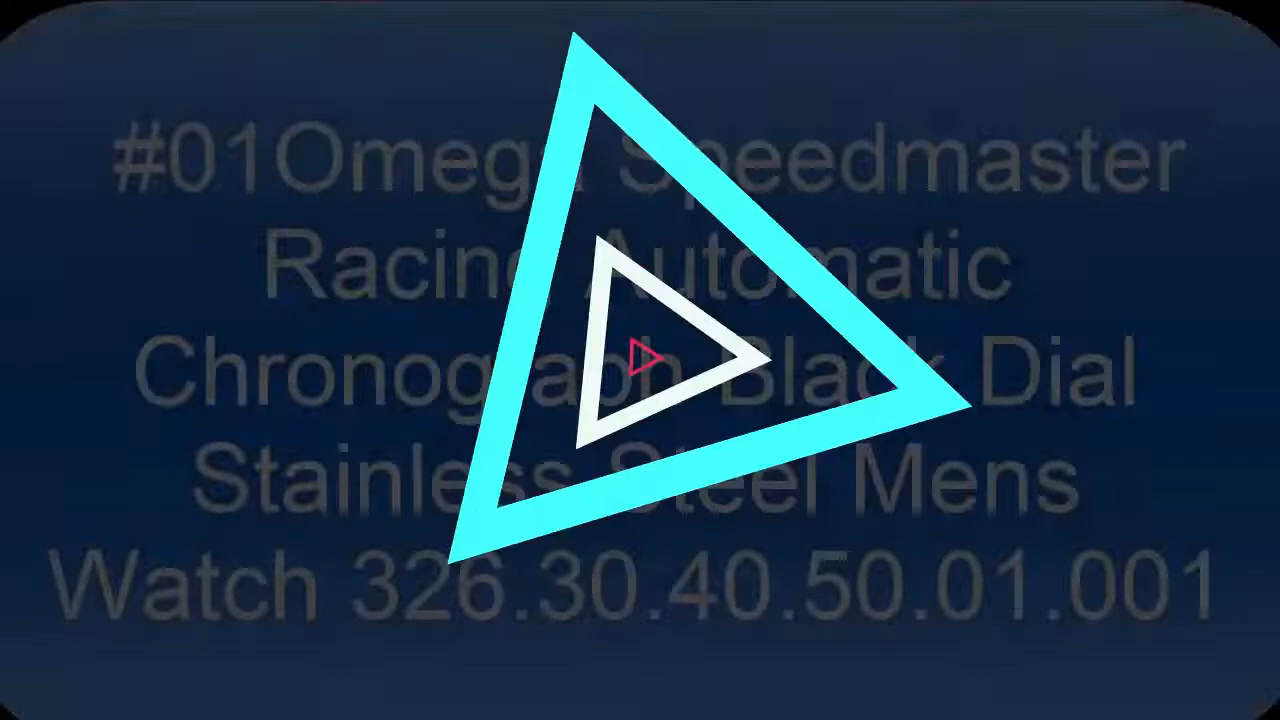 #01Omega Speedmaster
Racing Automatic
Chronograph Black Dial
Stainless Steel Mens
Watch 326.30.40.50.01.001